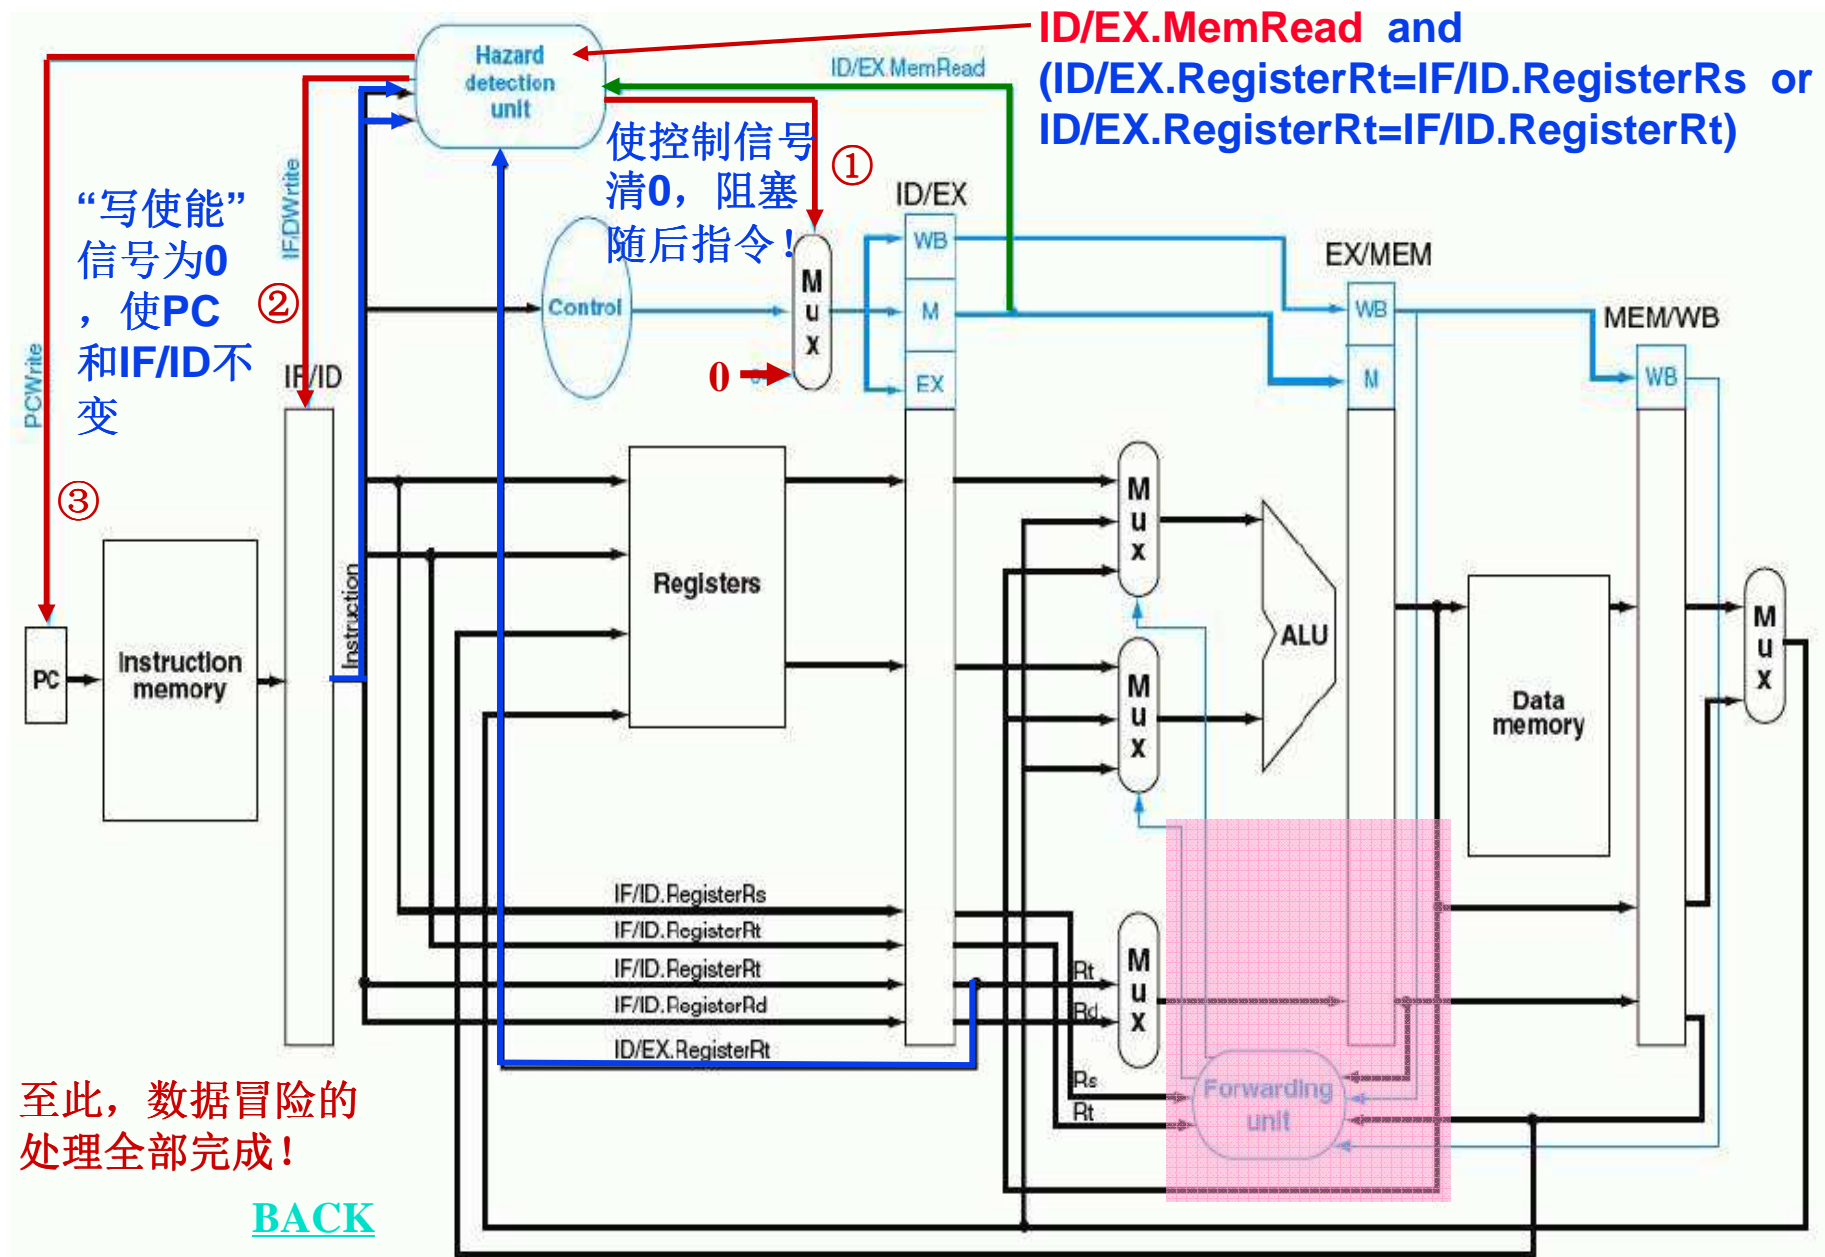 ID/EX.MemRead and
(ID/EX.RegisterRt=IF/ID.RegisterRs or
ID/EX.RegisterRt=IF/ID.RegisterRt)
Hazard
detection
unit
ID/EX.MemRead
使控制信号
清0，阻塞
随后指令！
①
“写使能”
信号为0
，使PC
和IF/ID不
变
②
③
PCWrite
IF/DWrtite
IF/ID
ID/EX
EX/MEM
MEM/WB
Control
M
u
x
0
WB
M
EX
WB
M
WB
PC
Instruction
memory
Instruction
Registers
M
u
x
M
u
x
ALU
Data
memory
M
u
x
IF/ID.RegisterRs
IF/ID.RegisterRt
IF/ID.RegisterRt
IF/ID.RegisterRd
ID/EX.RegisterRt
Rt
Rd
M
u
x
Rs
Rt
Forwarding
unit
至此，数据冒险的
处理全部完成！
BACK